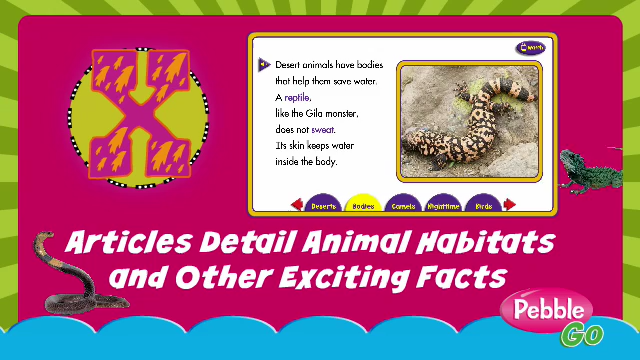 X
Desert animals have bodies
that help them save water.
A reptile,
like the Gila monster,
does not sweat.
Its skin keeps water
inside the body.
Deserts Bodies Camels Nighttime Birds
Articles Detail Animal Habitats
and Other Exciting Facts
Pebble
GO